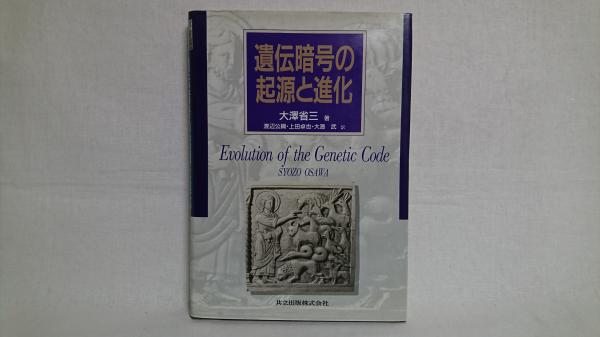 遺伝暗号の
起源と進化
大澤省三 著
渡辺公綱・上田卓也・大澤 武 訳
Evolution of the Genetic Code
SYOZO OSAWA
共立出版株式会社